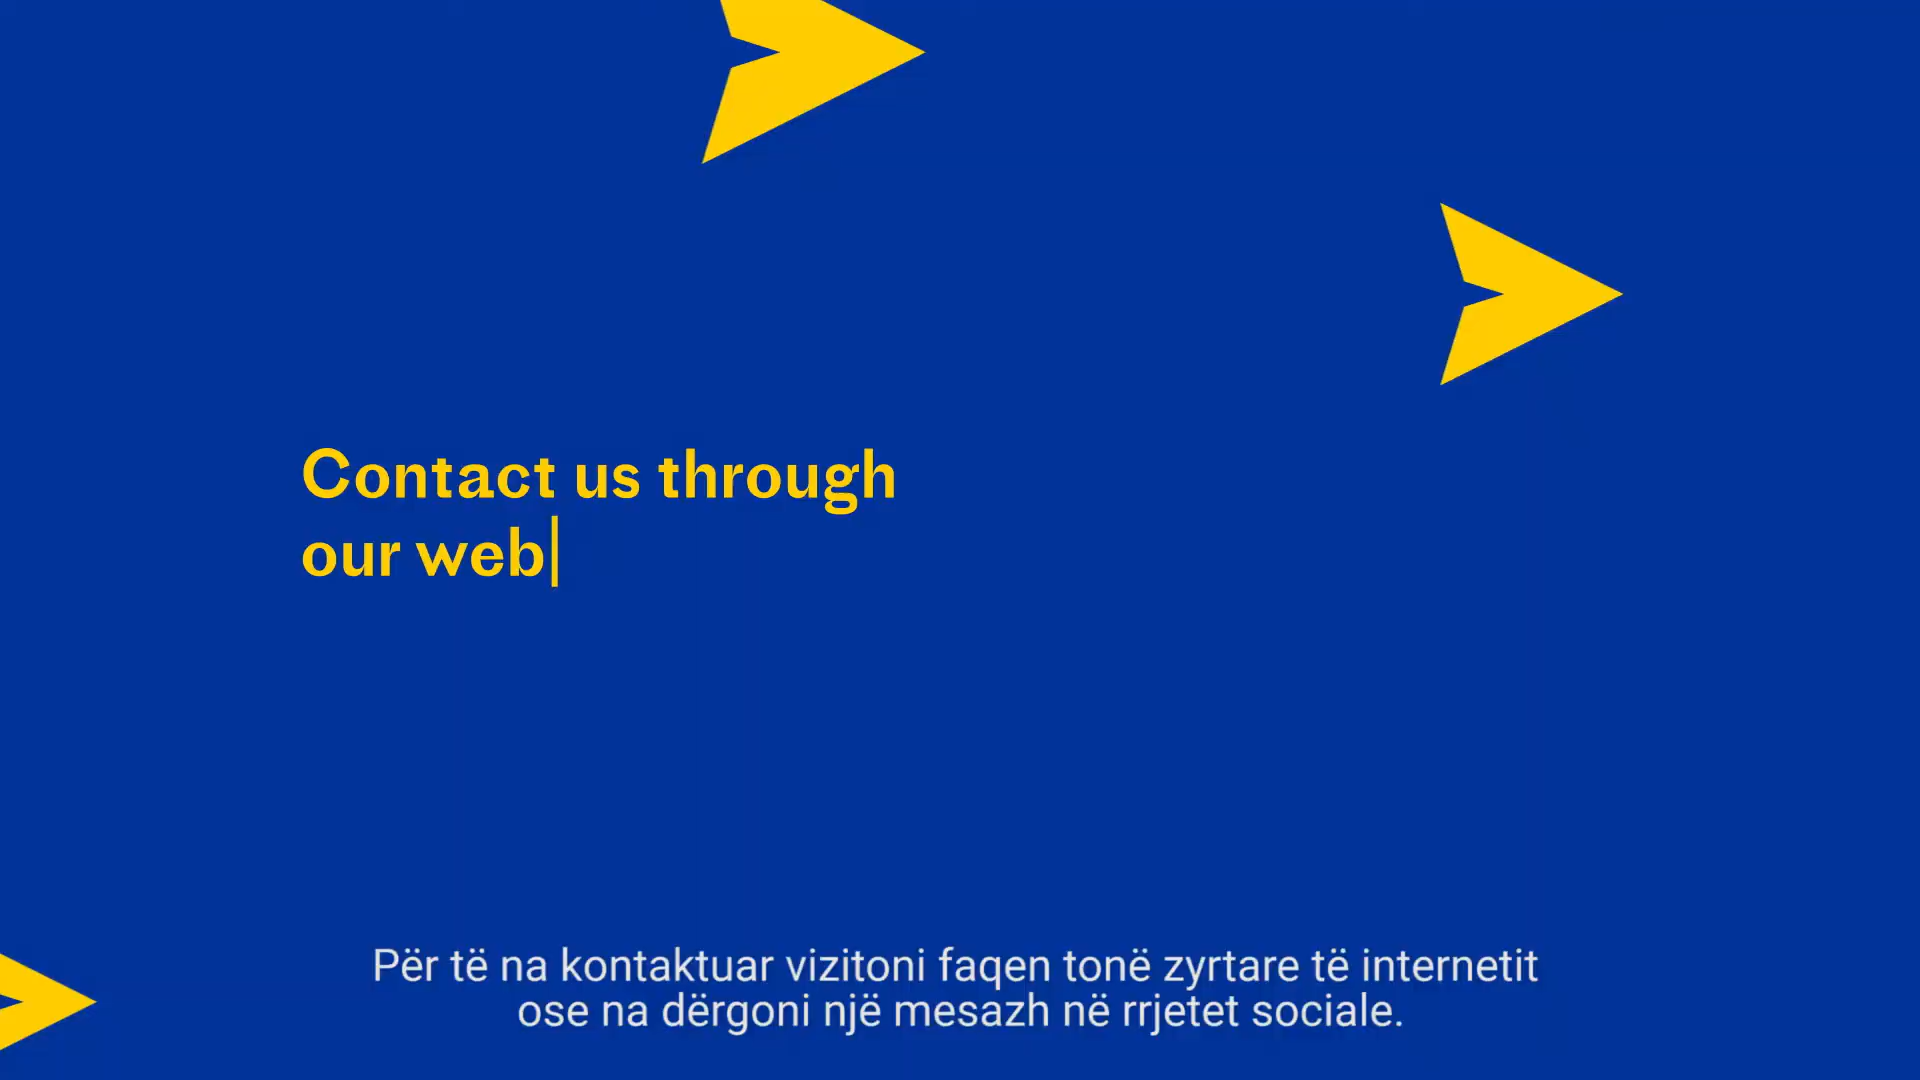 Contact us through
our web
Për të na kontaktuar vizitoni faqen tonë zyrtare të internetit
ose na dërgoni një mesazh në rrjetet sociale.